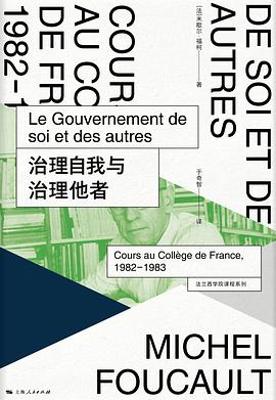 COUR
AU CO
DE FR
1982-1
DE SOI ET DE
AUTRES
(法)米歇尔·福柯 —— 著
Le Gouvernement de
soi et des autres
治理自我与
治理他者
于奇智 —— 译
Cours au Collège de France,
1982–1983
法兰西学院课程系列
MICHEL
FOUCAULT
上海人民出版社